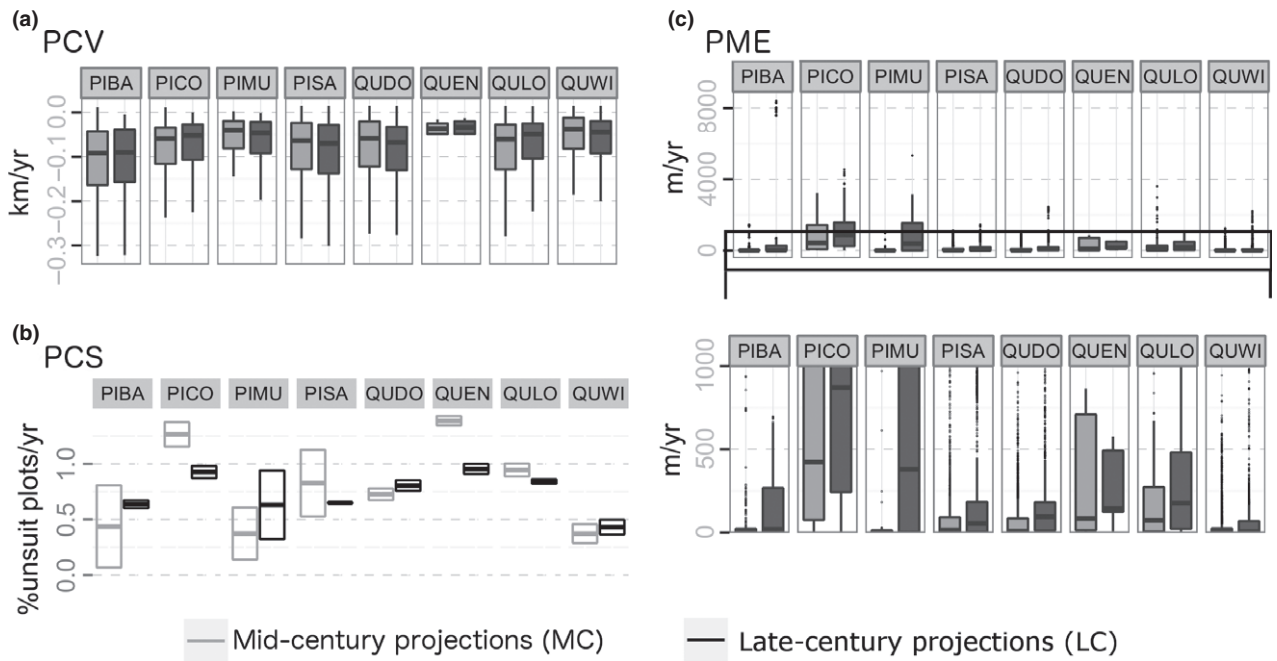 (a)
PCV
PIBA PICO PIMU PISA QUDO QUEN QULO QUWI
km/yr
0.0
−0.1
−0.2
−0.3
(b)
PCS
PIBA PICO PIMU PISA QUDO QUEN QULO QUWI
%unsuit plots/yr
1.0
0.5
0.0
(c)
PME
PIBA PICO PIMU PISA QUDO QUEN QULO QUWI
m/yr
8000
4000
0
PIBA PICO PIMU PISA QUDO QUEN QULO QUWI
m/yr
1000
500
0
Mid-century projections (MC)
Late-century projections (LC)